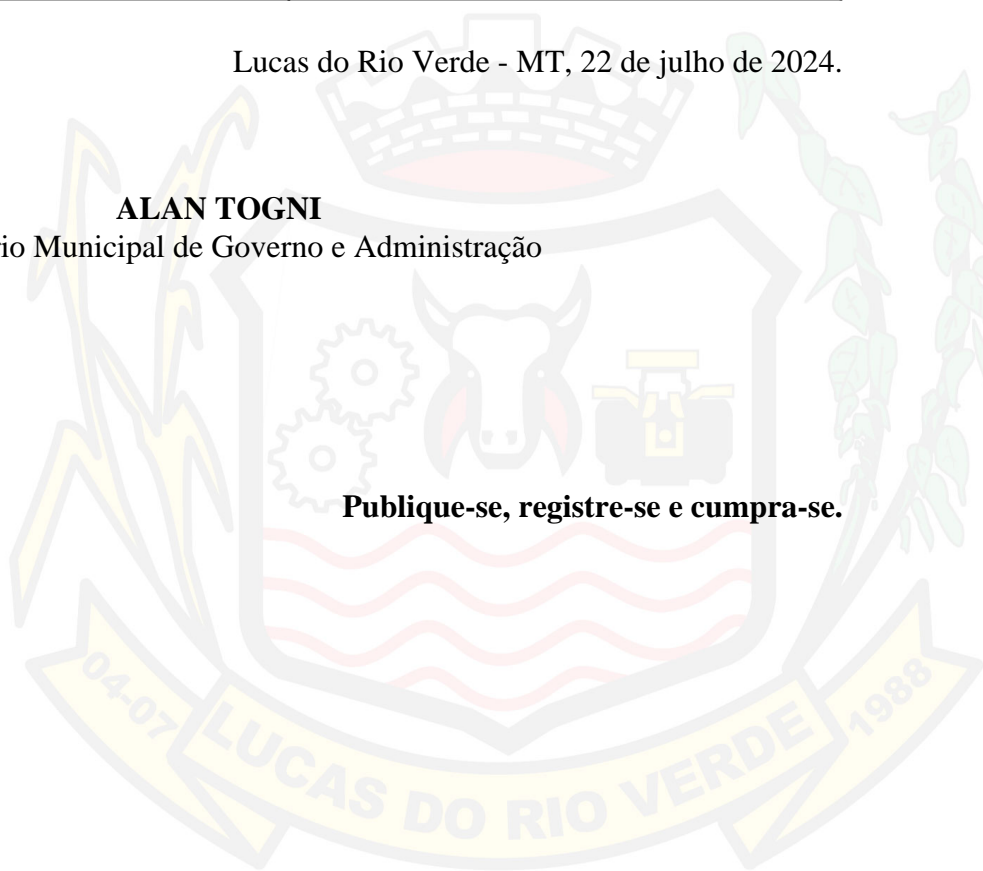 Lucas do Rio Verde - MT, 22 de julho de 2024.
ALAN TOGNI
Municipal de Governo e Administração
Publique-se, registre-se e cumpra-se.
04-07
LUCAS DO RIO VERDE
1988